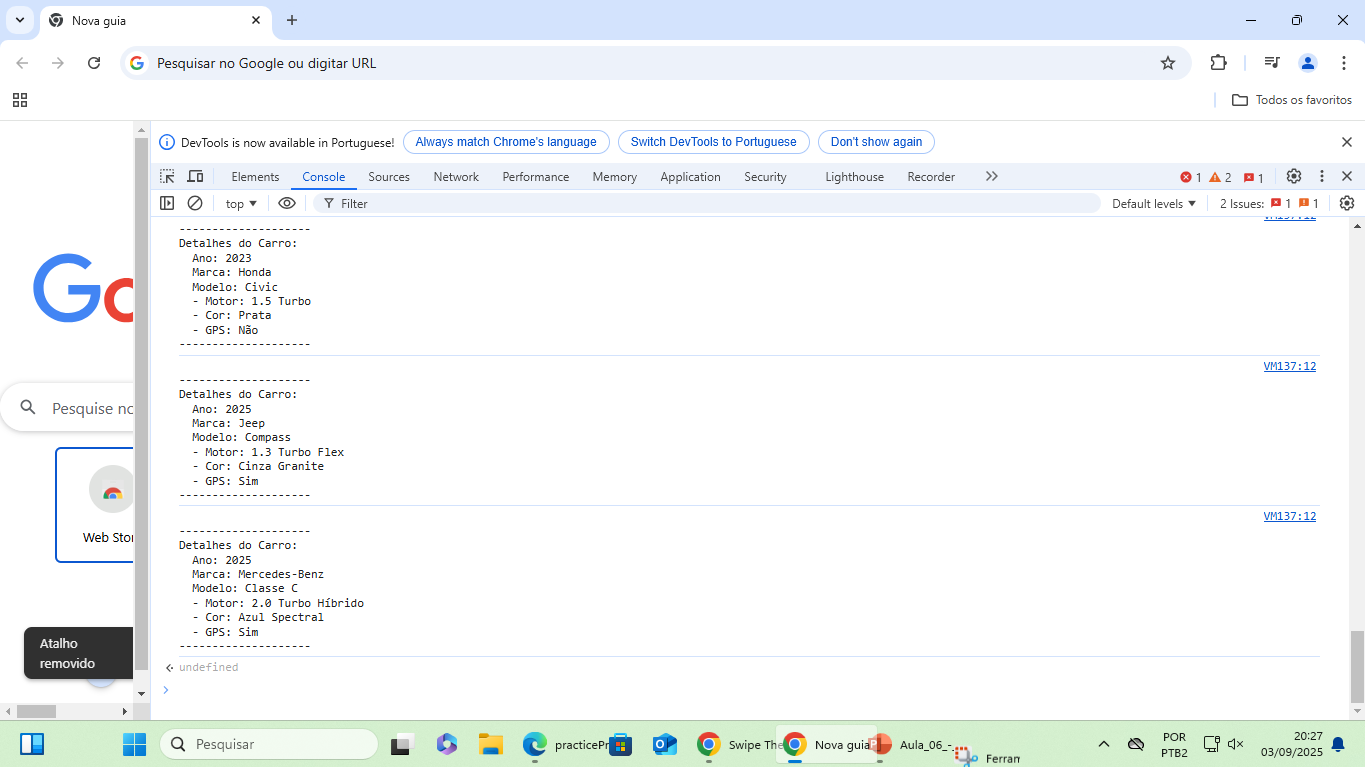 Nova guia
Pesquisar no Google ou digitar URL
Todos os favoritos
DevTools is now available in Portuguese!
Always match Chrome's language
Switch DevTools to Portuguese
Don't show again
Elements
Console
Sources
Network
Performance
Memory
Application
Security
Lighthouse
Recorder
1
2
1
top
Filter
Default levels
2 Issues:
1
1
VM137:12
--------------------
Detalhes do Carro:
Ano: 2023
Marca: Honda
Modelo: Civic
- Motor: 1.5 Turbo
- Cor: Prata
- GPS: Não
--------------------
VM137:12
--------------------
Detalhes do Carro:
Ano: 2025
Marca: Jeep
Modelo: Compass
- Motor: 1.3 Turbo Flex
- Cor: Cinza Granite
- GPS: Sim
--------------------
VM137:12
--------------------
Detalhes do Carro:
Ano: 2025
Marca: Mercedes-Benz
Modelo: Classe C
- Motor: 2.0 Turbo Híbrido
- Cor: Azul Spectral
- GPS: Sim
--------------------
undefined
Go
Pesquise no
Web Stor
Atalho
removido
Pesquisar
practicePr
Swipe The
Nova guia
Aula_06_-.
Ferram
POR
PTB2
20:27
03/09/2025